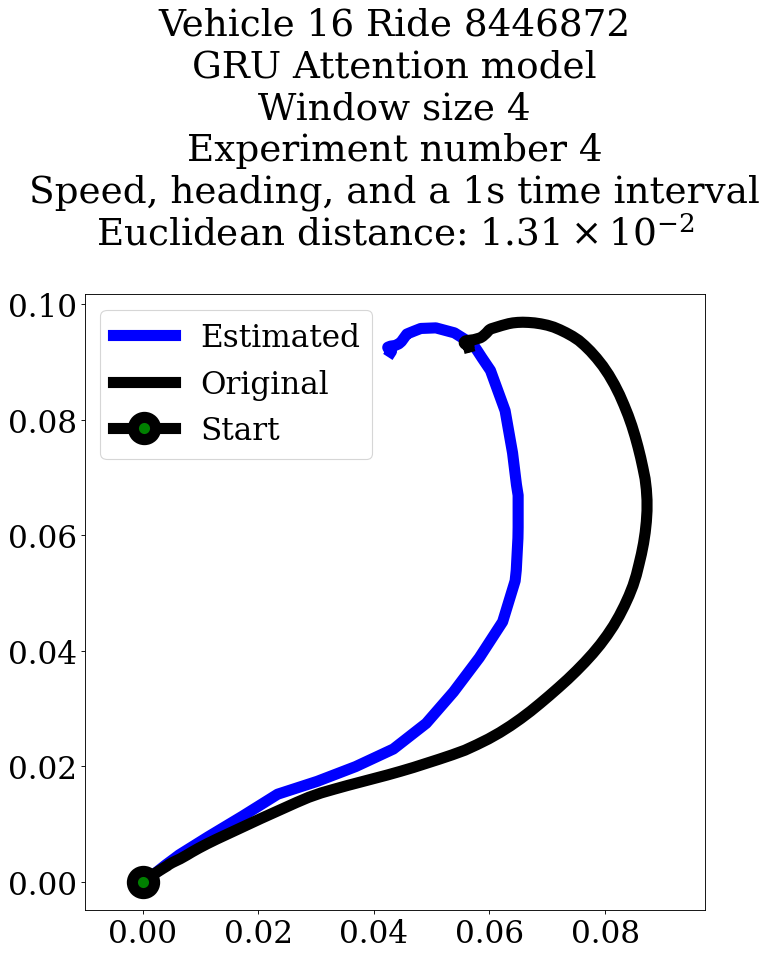 Vehicle 16 Ride 8446872
GRU Attention model
Window size 4
Experiment number 4
Speed, heading, and a 1s time interval
Euclidean distance: 1.31 × 10⁻²
Estimated
Original
Start
0.10
0.08
0.06
0.04
0.02
0.00
0.00 0.02 0.04 0.06 0.08